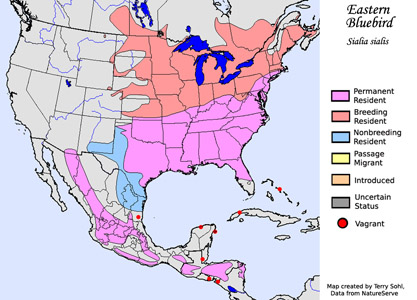 Eastern
Bluebird
Sialia sialis
Permanent
Resident
Breeding
Resident
Nonbreeding
Resident
Passage
Migrant
Introduced
Uncertain
Status
Vagrant
Map created by Terry Sohl,
Data from NatureServe